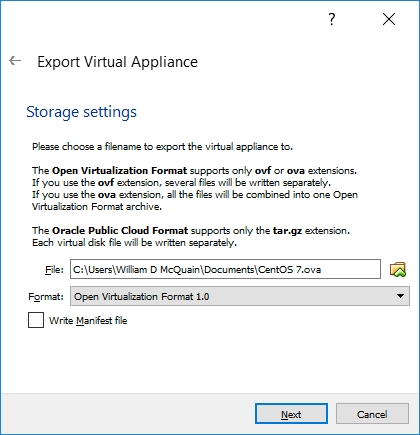 ?
Export Virtual Appliance
Storage settings
Please choose a filename to export the virtual appliance to.
The Open Virtualization Format supports only ovf or ova extensions.
If you use the ovf extension, several files will be written separately.
If you use the ova extension, all the files will be combined into one Open
Virtualization Format archive.
The Oracle Public Cloud Format supports only the tar.gz extension.
Each virtual disk file will be written separately.
File: C:\Users\William D McQuain\Documents\CentOS 7.ova
Format: Open Virtualization Format 1.0
Write Manifest file
Next Cancel